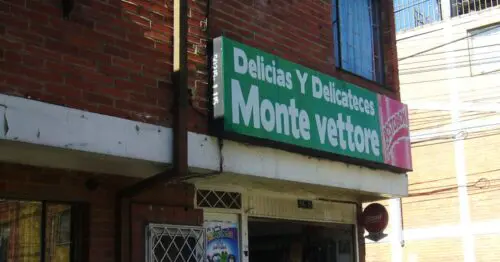 Delicias Y Delicateces
Monte vettore